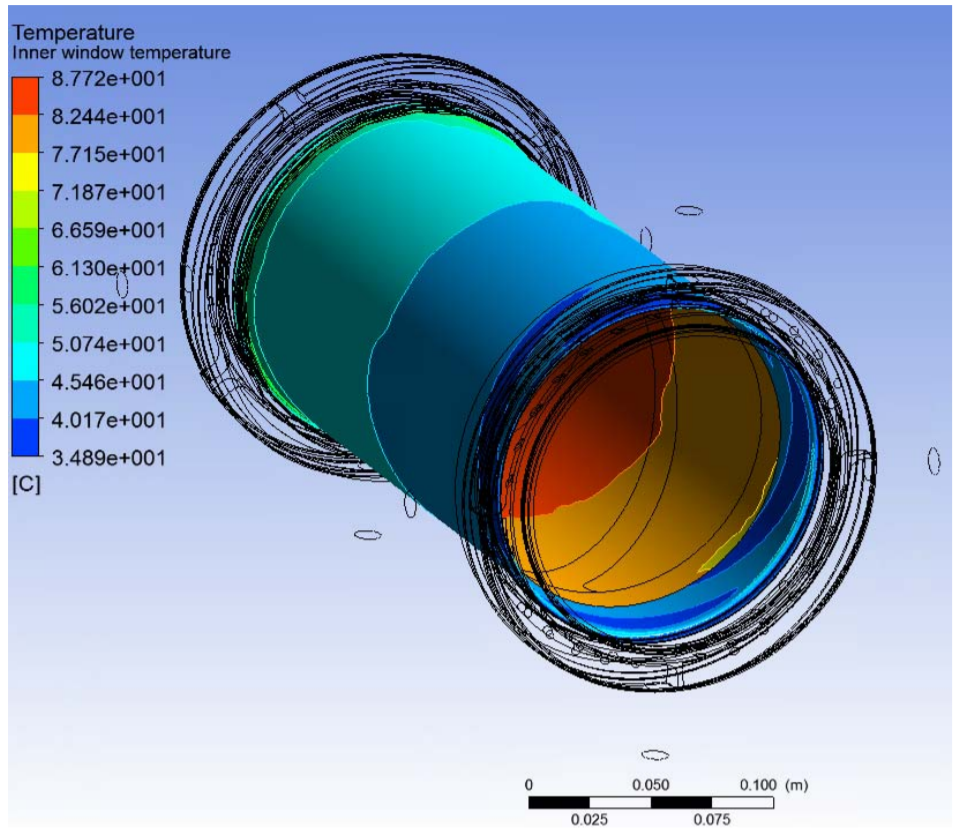 Temperature
Inner window temperature
8.772e+001
8.244e+001
7.715e+001
7.187e+001
6.659e+001
6.130e+001
5.602e+001
5.074e+001
4.546e+001
4.017e+001
3.489e+001
[C]
0 0.050 0.100 (m)
0.025 0.075